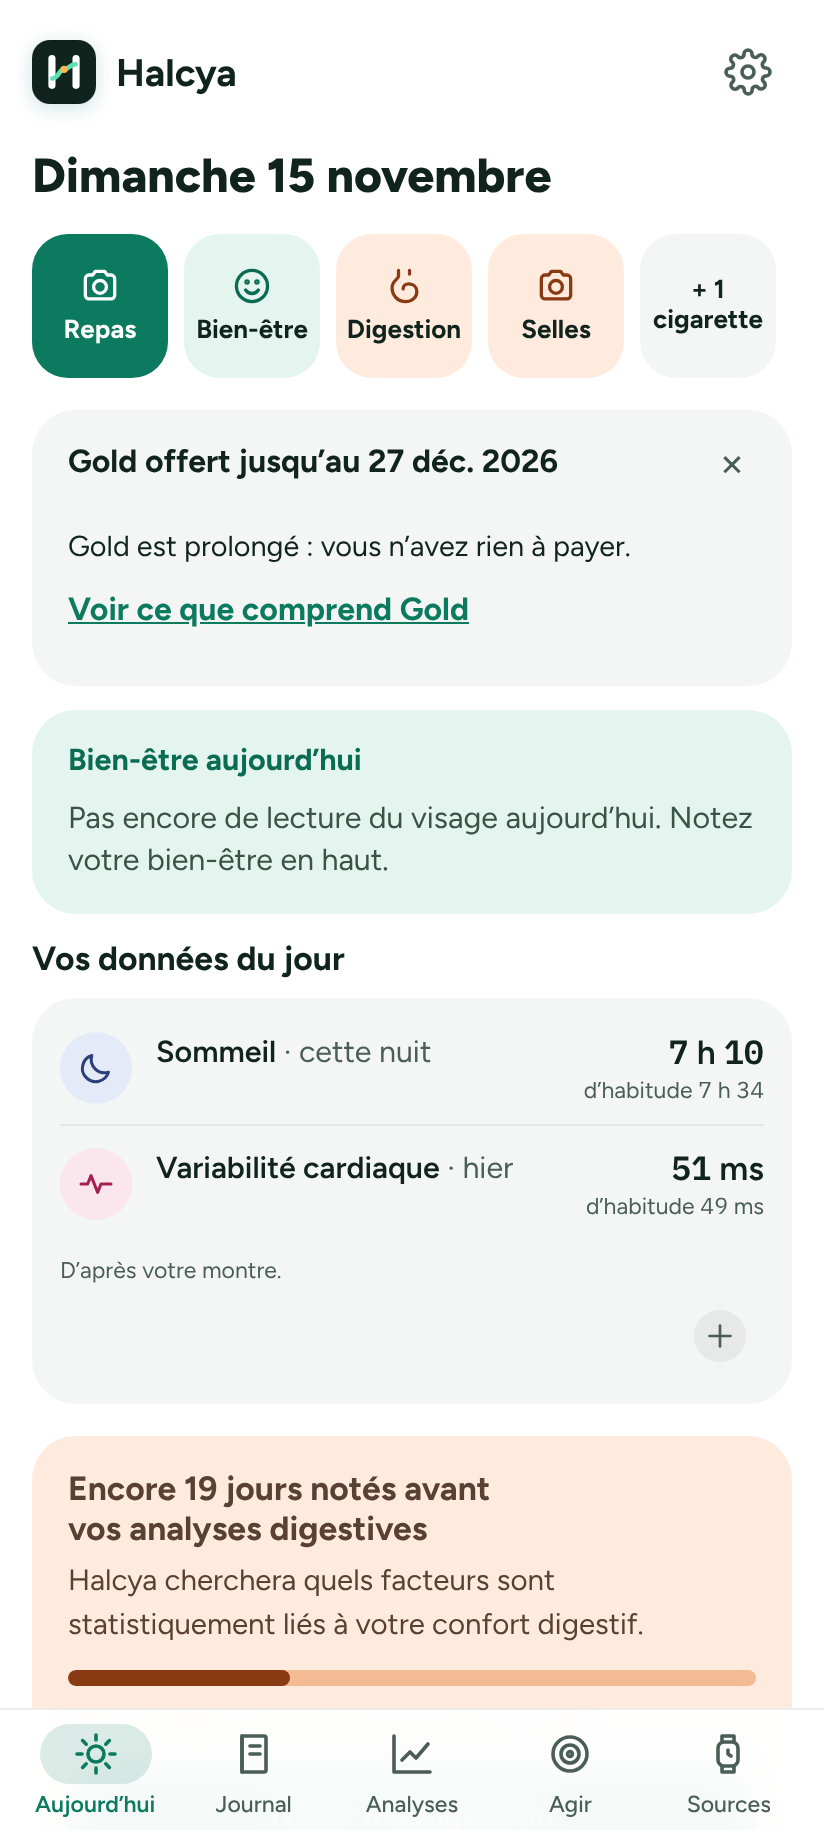 Halcya
Dimanche 15 novembre
Repas
Bien-être
Digestion
Selles
+ 1
cigarette
Gold offert jusqu’au 27 déc. 2026
Gold est prolongé : vous n’avez rien à payer.
Voir ce que comprend Gold
Bien-être aujourd’hui
Pas encore de lecture du visage aujourd’hui. Notez
votre bien-être en haut.
Vos données du jour
Sommeil · cette nuit
7 h 10
d’habitude 7 h 34
Variabilité cardiaque · hier
51 ms
d’habitude 49 ms
D’après votre montre.
Encore 19 jours notés avant
vos analyses digestives
Halcya cherchera quels facteurs sont
statistiquement liés à votre confort digestif.
Aujourd’hui
Journal
Analyses
Agir
Sources